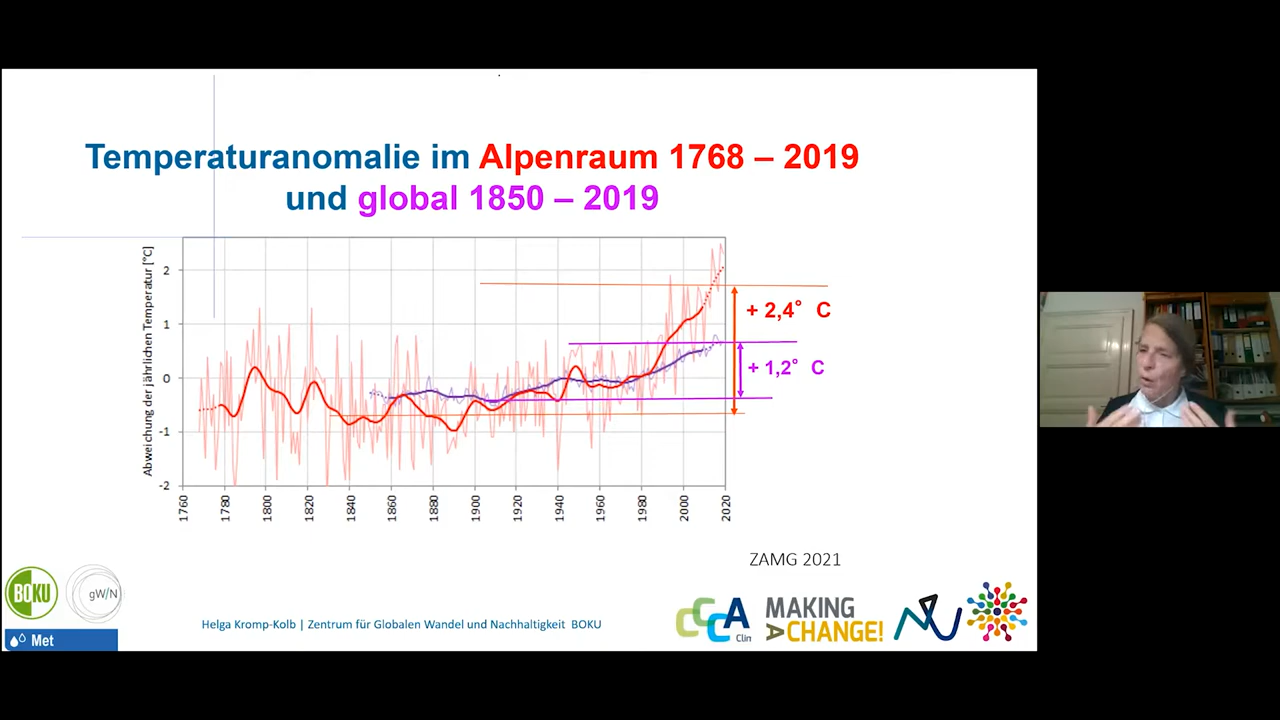 Temperaturanomalie im Alpenraum 1768 – 2019
und global 1850 – 2019
Abweichung der jährlichen Temperatur [°C]
2
1
0
-1
-2
1760 1780 1800 1820 1840 1860 1880 1900 1920 1940 1960 1980 2000 2020
+ 2,4° C
+ 1,2° C
ZAMG 2021
BOKU
gW/N
Met
Helga Kromp-Kolb | Zentrum für Globalen Wandel und Nachhaltigkeit BOKU
CCCA
Clin
MAKING
A CHANGE!